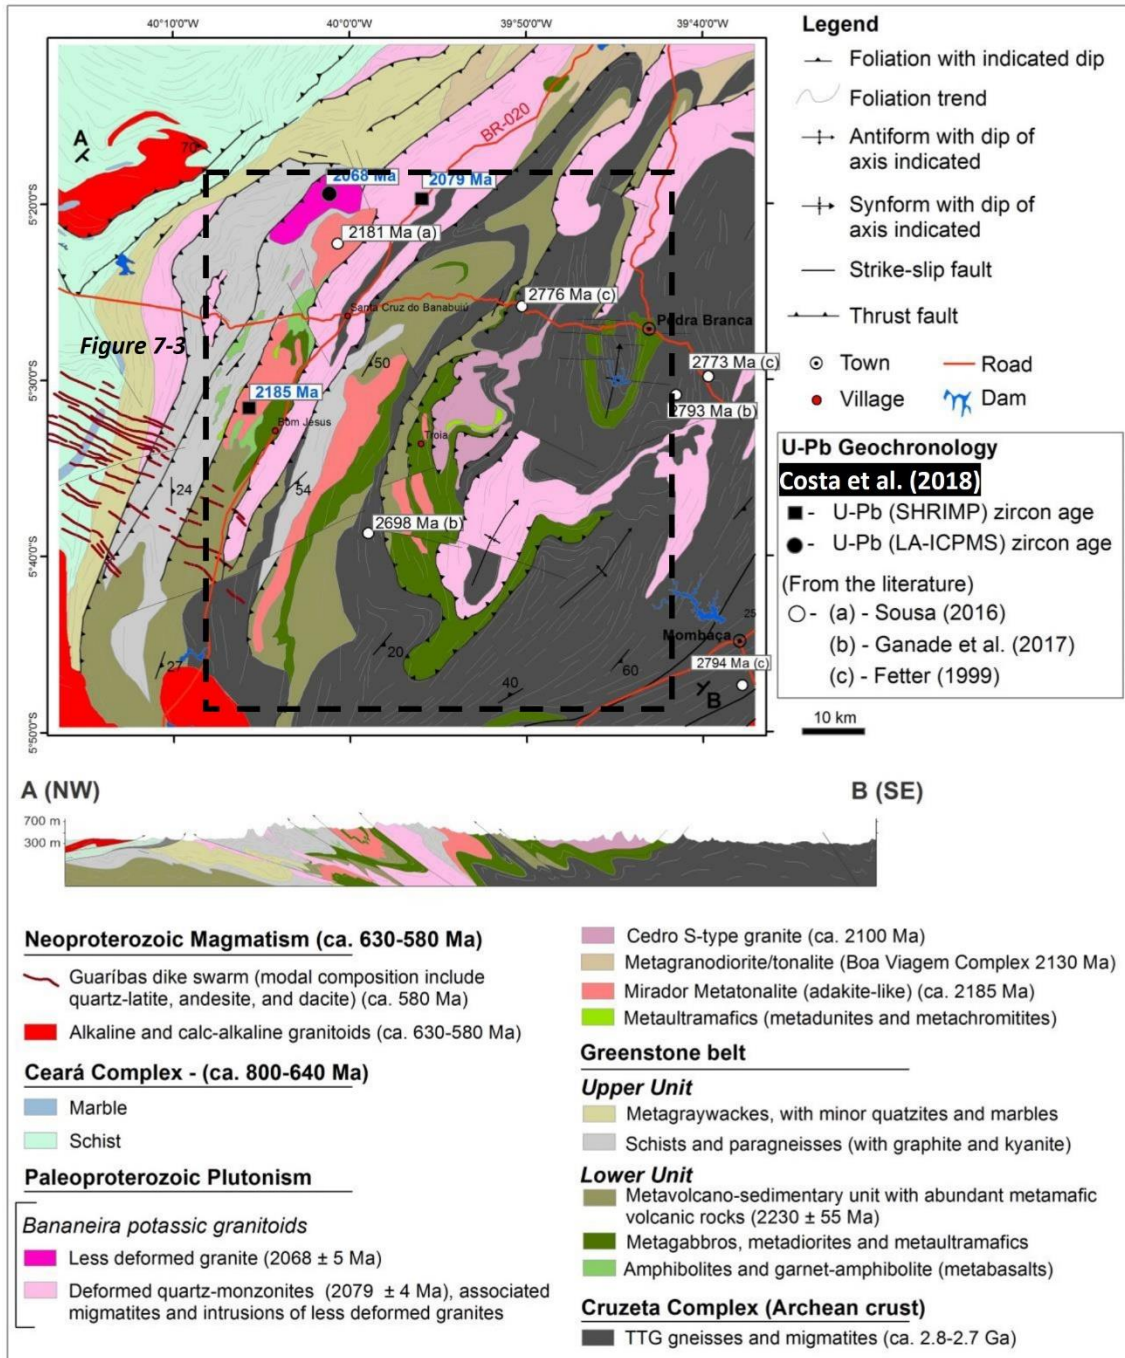 40°10'0"W
40°0'0"W
39°50'0"W
39°40'0"W
5°20'0"S
5°30'0"S
5°40'0"S
5°50'0"S
A
70
BR-020
2068 Ma
2079 Ma
2181 Ma (a)
2776 Ma (c)
Santa Cruz do Banabuiú
Pedra Branca
Figure 7-3
50
2773 Ma (c)
2185 Ma
2793 Ma (b)
Bom Jesus
Troia
24
54
2698 Ma (b)
25
Mombaça
27
20
40
60
2794 Ma (c)
B
Legend
Foliation with indicated dip
Foliation trend
Antiform with dip of
axis indicated
Synform with dip of
axis indicated
Strike-slip fault
Thrust fault
Town
Road
Village
Dam
U-Pb Geochronology
Costa et al. (2018)
- U-Pb (SHRIMP) zircon age
- U-Pb (LA-ICPMS) zircon age
(From the literature)
- (a) - Sousa (2016)
(b) - Ganade et al. (2017)
(c) - Fetter (1999)
10 km
A (NW)
B (SE)
700 m
300 m
Neoproterozoic Magmatism (ca. 630-580 Ma)
Guaríbas dike swarm (modal composition include
quartz-latite, andesite, and dacite) (ca. 580 Ma)
Alkaline and calc-alkaline granitoids (ca. 630-580 Ma)
Ceará Complex - (ca. 800-640 Ma)
Marble
Schist
Paleoproterozoic Plutonism
Bananeira potassic granitoids
Less deformed granite (2068 ± 5 Ma)
Deformed quartz-monzonites (2079 ± 4 Ma), associated
migmatites and intrusions of less deformed granites
Cedro S-type granite (ca. 2100 Ma)
Metagranodiorite/tonalite (Boa Viagem Complex 2130 Ma)
Mirador Metatonalite (adakite-like) (ca. 2185 Ma)
Metaultramafics (metadunites and metachromitites)
Greenstone belt
Upper Unit
Metagraywackes, with minor quatzites and marbles
Schists and paragneisses (with graphite and kyanite)
Lower Unit
Metavolcano-sedimentary unit with abundant metamafic
volcanic rocks (2230 ± 55 Ma)
Metagabbros, metadiorites and metaultramafics
Amphibolites and garnet-amphibolite (metabasalts)
Cruzeta Complex (Archean crust)
TTG gneisses and migmatites (ca. 2.8-2.7 Ga)